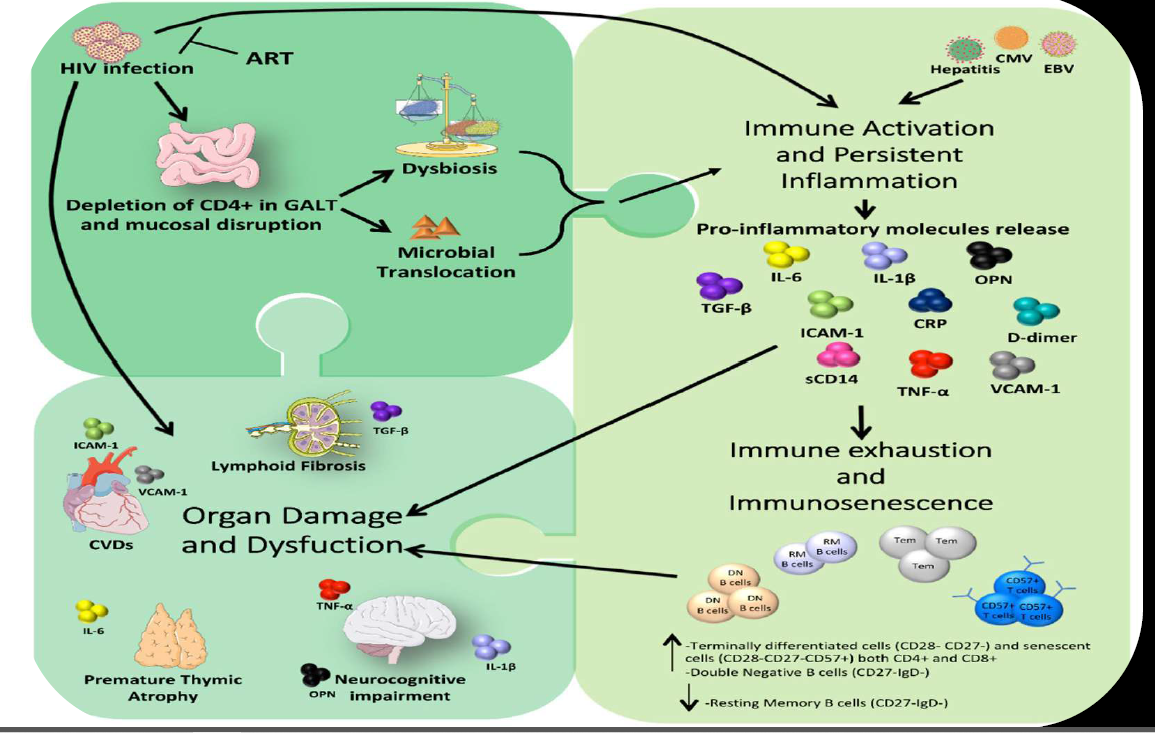 HIV infection
ART
Depletion of CD4+ in GALT
and mucosal disruption
Dysbiosis
Microbial
Translocation
Hepatitis
CMV
EBV
Immune Activation
and Persistent
Inflammation
Pro-inflammatory molecules release
IL-6
IL-1β
OPN
TGF-β
ICAM-1
CRP
D-dimer
sCD14
TNF-α
VCAM-1
Immune exhaustion
and
Immunosenescence
DN
B cells
DN
B cells
DN
B cells
RM
B cells
RM
B cells
Tem
Tem
Tem
CD57+
T cells
CD57+
T cells
CD57+
T cells
-Terminally differentiated cells (CD28- CD27-) and senescent
cells (CD28-CD27-CD57+) both CD4+ and CD8+
-Double Negative B cells (CD27-IgD-)
-Resting Memory B cells (CD27-IgD-)
ICAM-1
VCAM-1
CVDs
TGF-β
Lymphoid Fibrosis
Organ Damage
and Dysfuction
IL-6
Premature Thymic
Atrophy
TNF-α
IL-1β
OPN
Neurocognitive
impairment